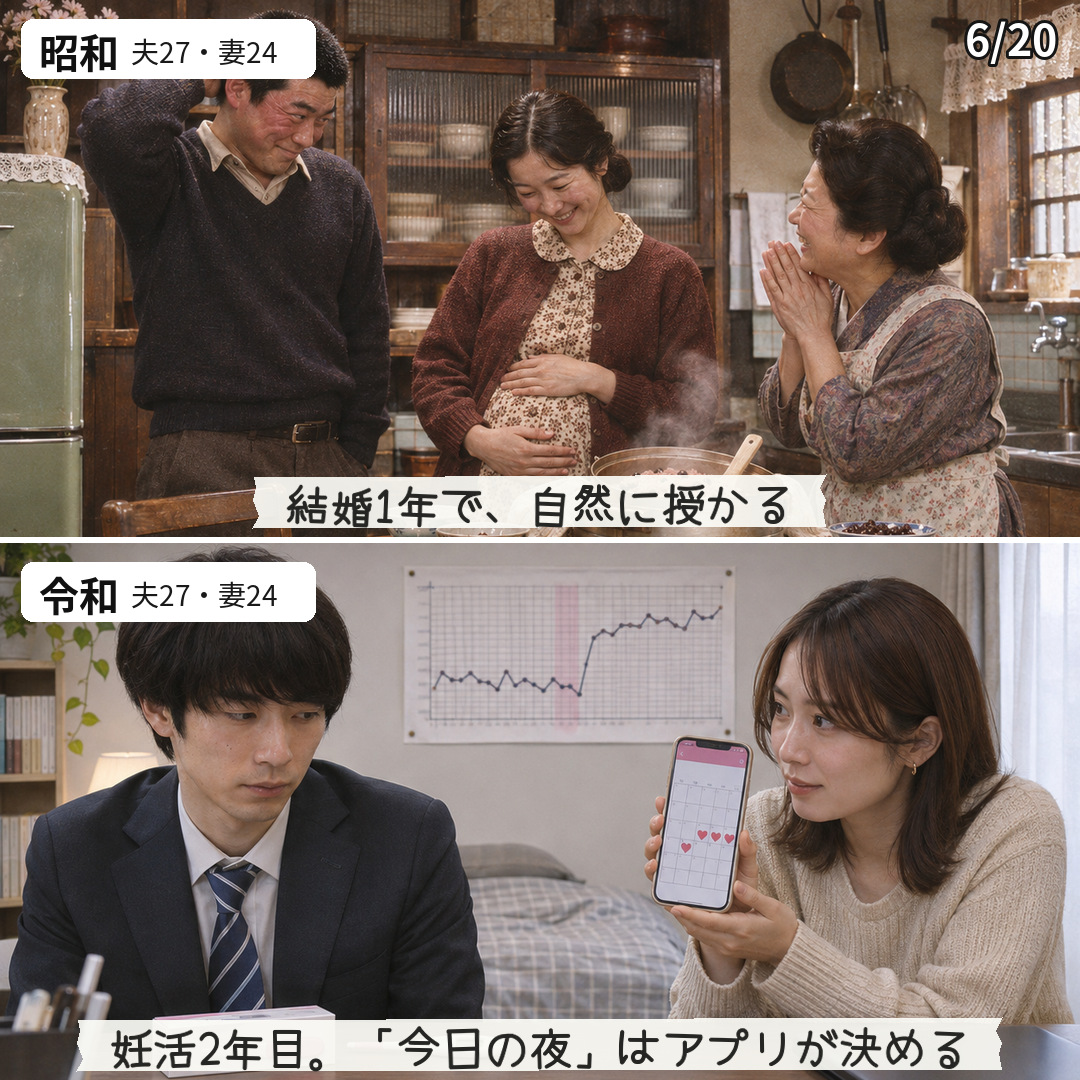 昭和 夫27・妻24
6/20
結婚1年で、自然に授かる
令和 夫27・妻24
妊活2年目。「今日の夜」はアプリが決める